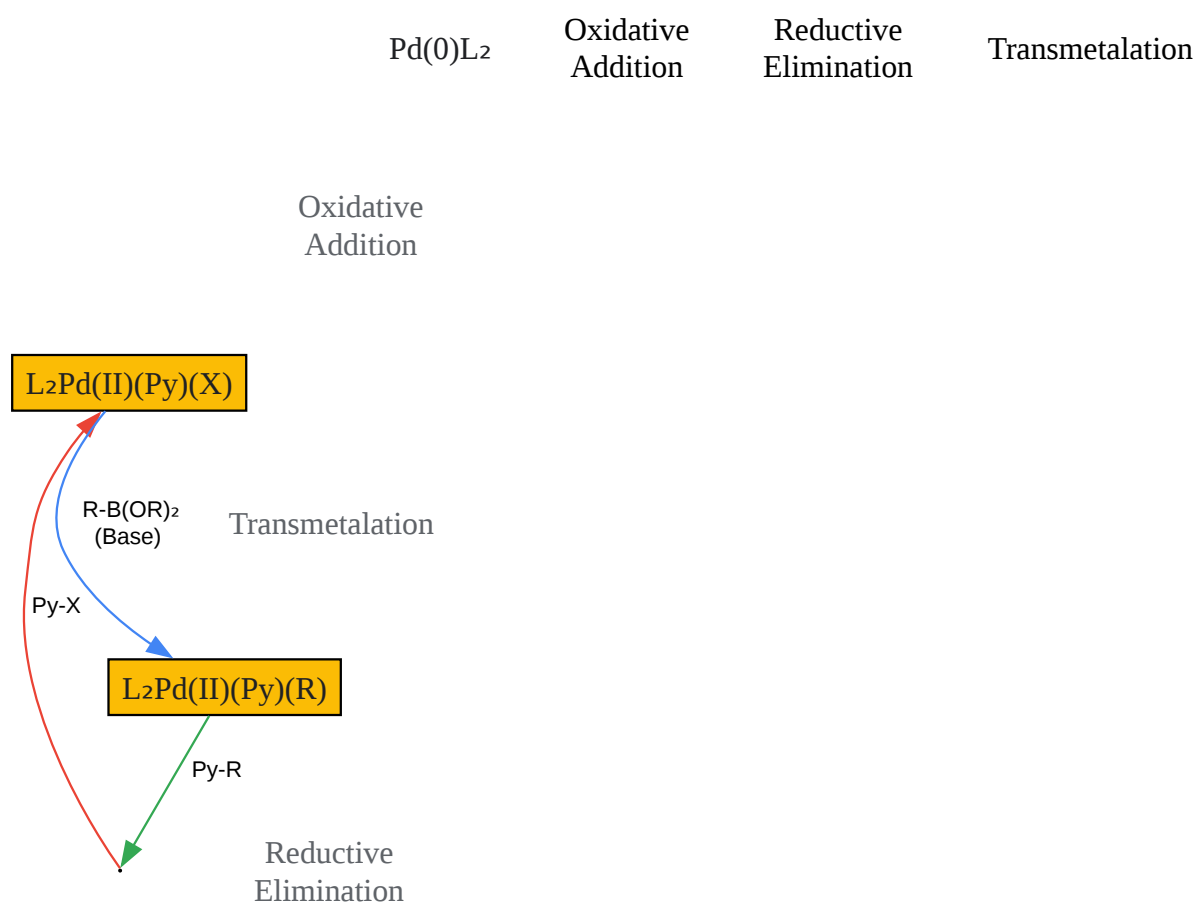 Pd(0)L₂
Oxidative
Addition
Reductive
Elimination
Transmetalation
Oxidative
Addition
L₂Pd(II)(Py)(X)
R-B(OR)₂
(Base)
Transmetalation
Py-X
L₂Pd(II)(Py)(R)
Py-R
Reductive
Elimination